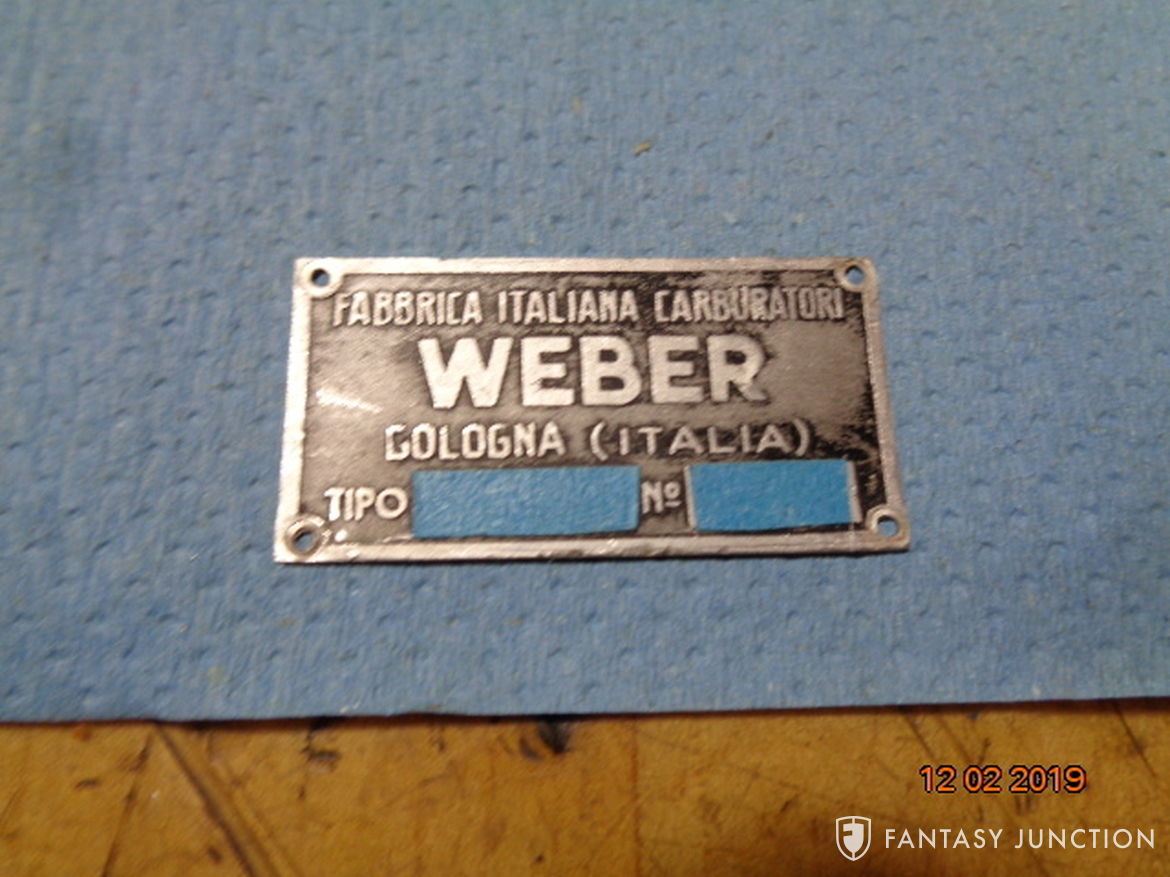 FABBRICA ITALIANA CARBURATORI
WEBER
GOLOGNA (ITALIA)
TIPO Nº
12 02 2019
FANTASY JUNCTION